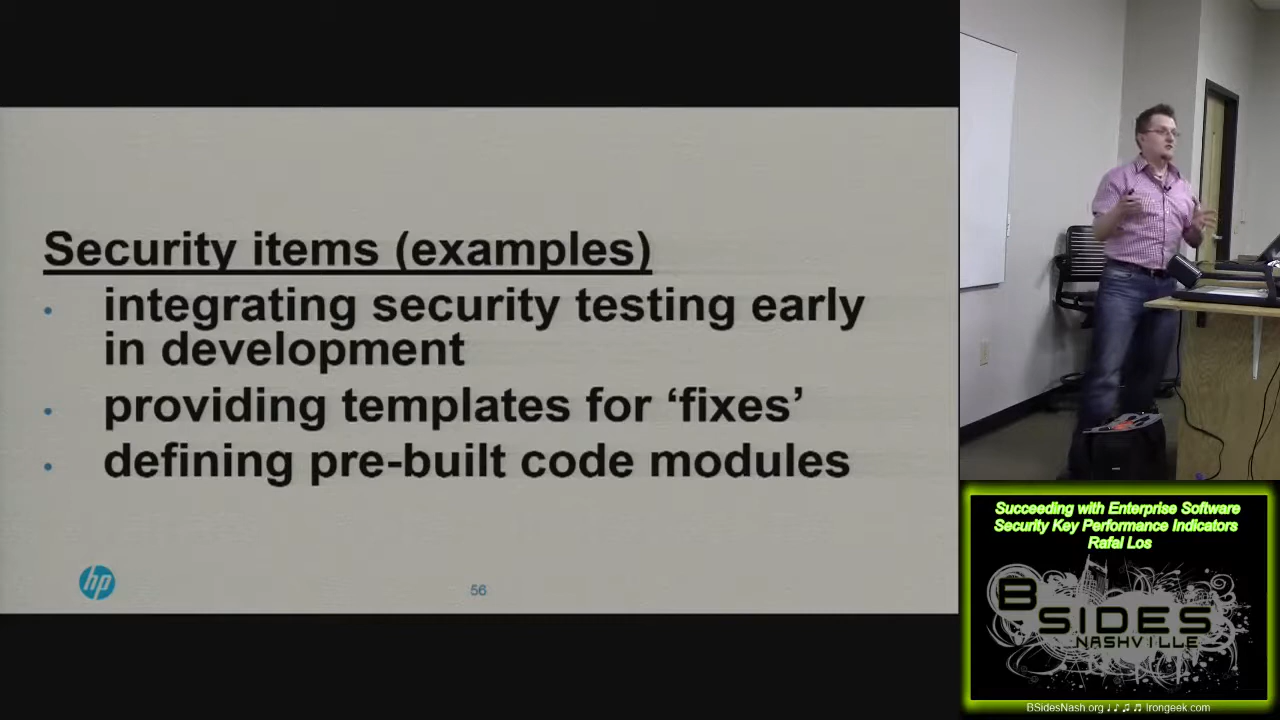 Security items (examples)
• integrating security testing early
in development
• providing templates for ‘fixes’
• defining pre-built code modules
hp
56
Succeeding with Enterprise Software
Security Key Performance Indicators
Rafal Los
BSIDES
NASHVILLE
BSidesNash.org ♩ ♪ ♫ ♬ Irongeek.com